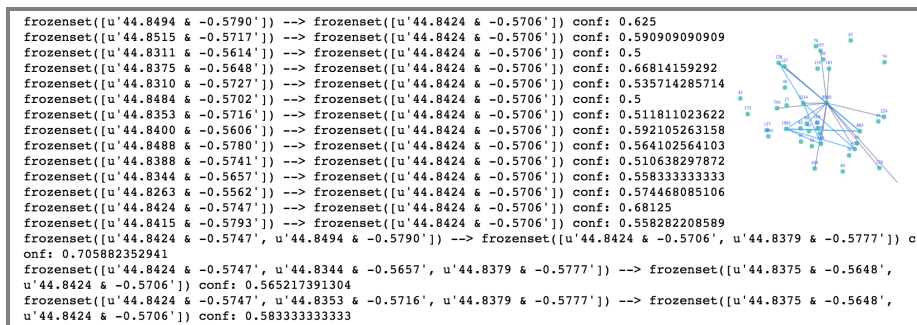 frozenset([u'44.8494 & -0.5790']) --> frozenset([u'44.8424 & -0.5706']) conf: 0.625
frozenset([u'44.8515 & -0.5717']) --> frozenset([u'44.8424 & -0.5706']) conf: 0.590909090909
frozenset([u'44.8311 & -0.5614']) --> frozenset([u'44.8424 & -0.5706']) conf: 0.5
frozenset([u'44.8375 & -0.5648']) --> frozenset([u'44.8424 & -0.5706']) conf: 0.66814159292
frozenset([u'44.8310 & -0.5727']) --> frozenset([u'44.8424 & -0.5706']) conf: 0.535714285714
frozenset([u'44.8484 & -0.5702']) --> frozenset([u'44.8424 & -0.5706']) conf: 0.5
frozenset([u'44.8353 & -0.5716']) --> frozenset([u'44.8424 & -0.5706']) conf: 0.511811023622
frozenset([u'44.8400 & -0.5606']) --> frozenset([u'44.8424 & -0.5706']) conf: 0.592105263158
frozenset([u'44.8488 & -0.5780']) --> frozenset([u'44.8424 & -0.5706']) conf: 0.564102564103
frozenset([u'44.8388 & -0.5741']) --> frozenset([u'44.8424 & -0.5706']) conf: 0.510638297872
frozenset([u'44.8344 & -0.5657']) --> frozenset([u'44.8424 & -0.5706']) conf: 0.558333333333
frozenset([u'44.8263 & -0.5562']) --> frozenset([u'44.8424 & -0.5706']) conf: 0.574468085106
frozenset([u'44.8424 & -0.5747']) --> frozenset([u'44.8424 & -0.5706']) conf: 0.68125
frozenset([u'44.8415 & -0.5793']) --> frozenset([u'44.8424 & -0.5706']) conf: 0.558282208589
frozenset([u'44.8424 & -0.5747', u'44.8494 & -0.5790']) --> frozenset([u'44.8424 & -0.5706', u'44.8379 & -0.5777']) c
onf: 0.705882352941
frozenset([u'44.8424 & -0.5747', u'44.8344 & -0.5657', u'44.8379 & -0.5777']) --> frozenset([u'44.8375 & -0.5648',
u'44.8424 & -0.5706']) conf: 0.565217391304
frozenset([u'44.8424 & -0.5747', u'44.8353 & -0.5716', u'44.8379 & -0.5777']) --> frozenset([u'44.8375 & -0.5648',
u'44.8424 & -0.5706']) conf: 0.583333333333